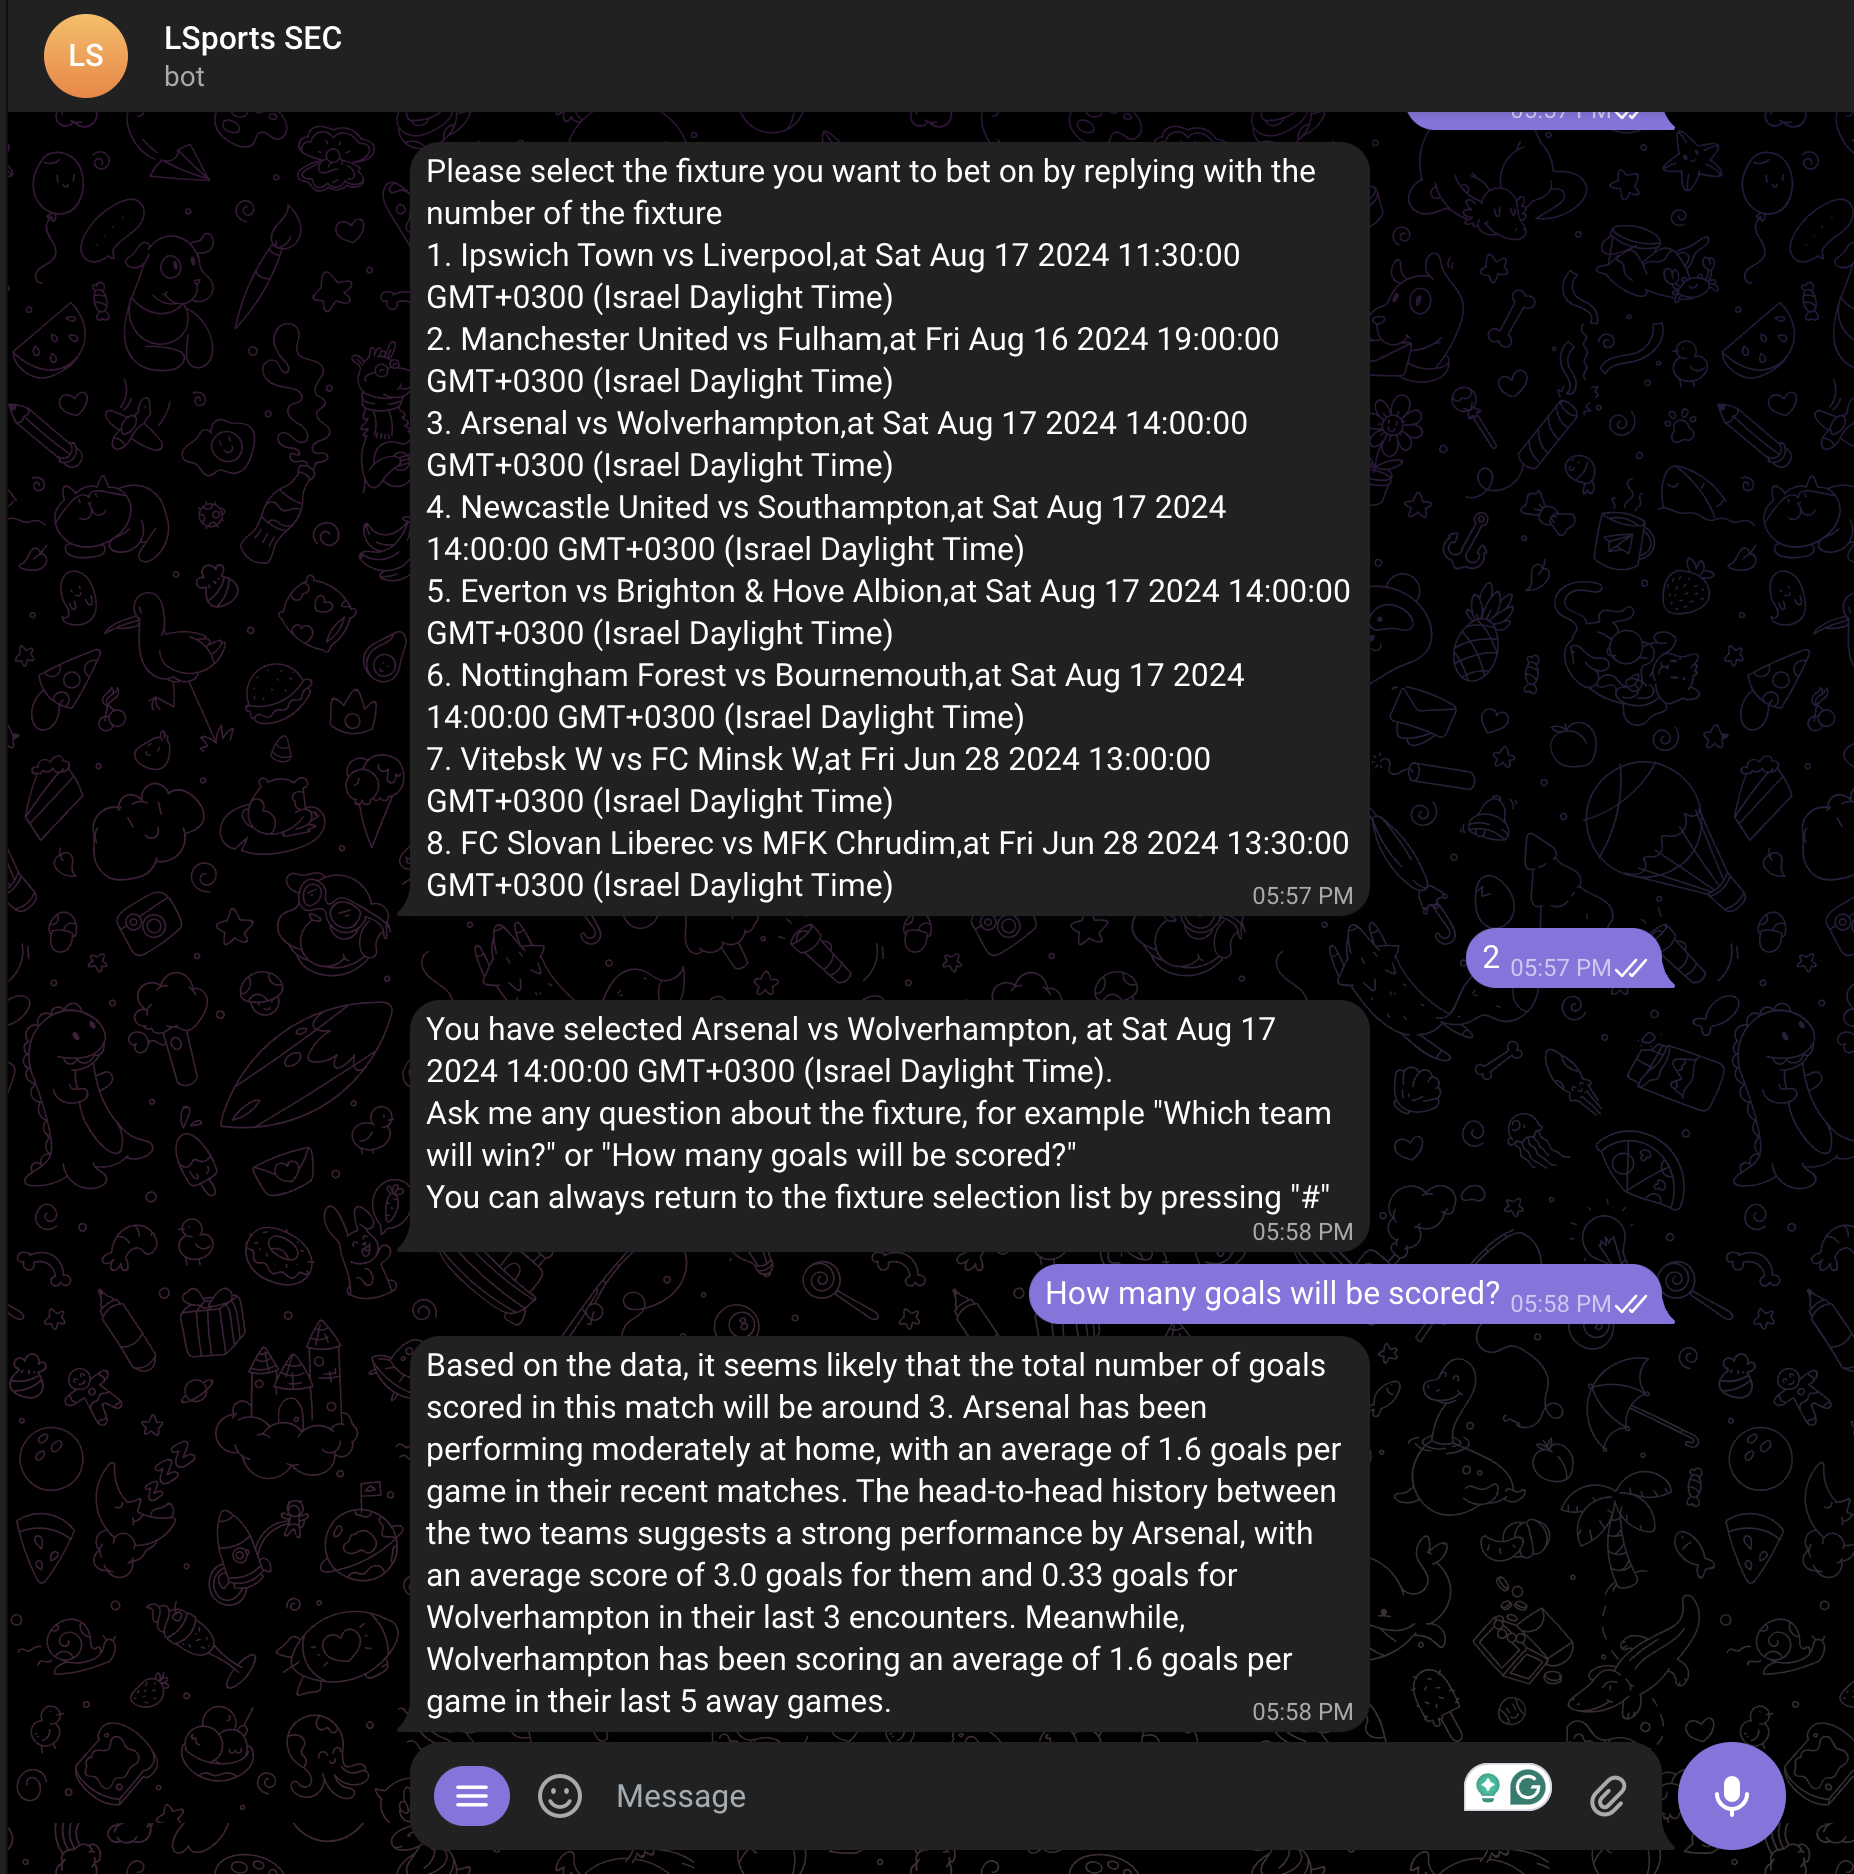 LS
LSports SEC
bot
Please select the fixture you want to bet on by replying with the
number of the fixture
1. Ipswich Town vs Liverpool,at Sat Aug 17 2024 11:30:00
GMT+0300 (Israel Daylight Time)
2. Manchester United vs Fulham,at Fri Aug 16 2024 19:00:00
GMT+0300 (Israel Daylight Time)
3. Arsenal vs Wolverhampton,at Sat Aug 17 2024 14:00:00
GMT+0300 (Israel Daylight Time)
4. Newcastle United vs Southampton,at Sat Aug 17 2024
14:00:00 GMT+0300 (Israel Daylight Time)
5. Everton vs Brighton & Hove Albion,at Sat Aug 17 2024 14:00:00
GMT+0300 (Israel Daylight Time)
6. Nottingham Forest vs Bournemouth,at Sat Aug 17 2024
14:00:00 GMT+0300 (Israel Daylight Time)
7. Vitebsk W vs FC Minsk W,at Fri Jun 28 2024 13:00:00
GMT+0300 (Israel Daylight Time)
8. FC Slovan Liberec vs MFK Chrudim,at Fri Jun 28 2024 13:30:00
GMT+0300 (Israel Daylight Time)
05:57 PM
2 05:57 PM
You have selected Arsenal vs Wolverhampton, at Sat Aug 17
2024 14:00:00 GMT+0300 (Israel Daylight Time).
Ask me any question about the fixture, for example "Which team
will win?" or "How many goals will be scored?"
You can always return to the fixture selection list by pressing "#"
05:58 PM
How many goals will be scored? 05:58 PM
Based on the data, it seems likely that the total number of goals
scored in this match will be around 3. Arsenal has been
performing moderately at home, with an average of 1.6 goals per
game in their recent matches. The head-to-head history between
the two teams suggests a strong performance by Arsenal, with
an average score of 3.0 goals for them and 0.33 goals for
Wolverhampton in their last 3 encounters. Meanwhile,
Wolverhampton has been scoring an average of 1.6 goals per
game in their last 5 away games.
05:58 PM
Message